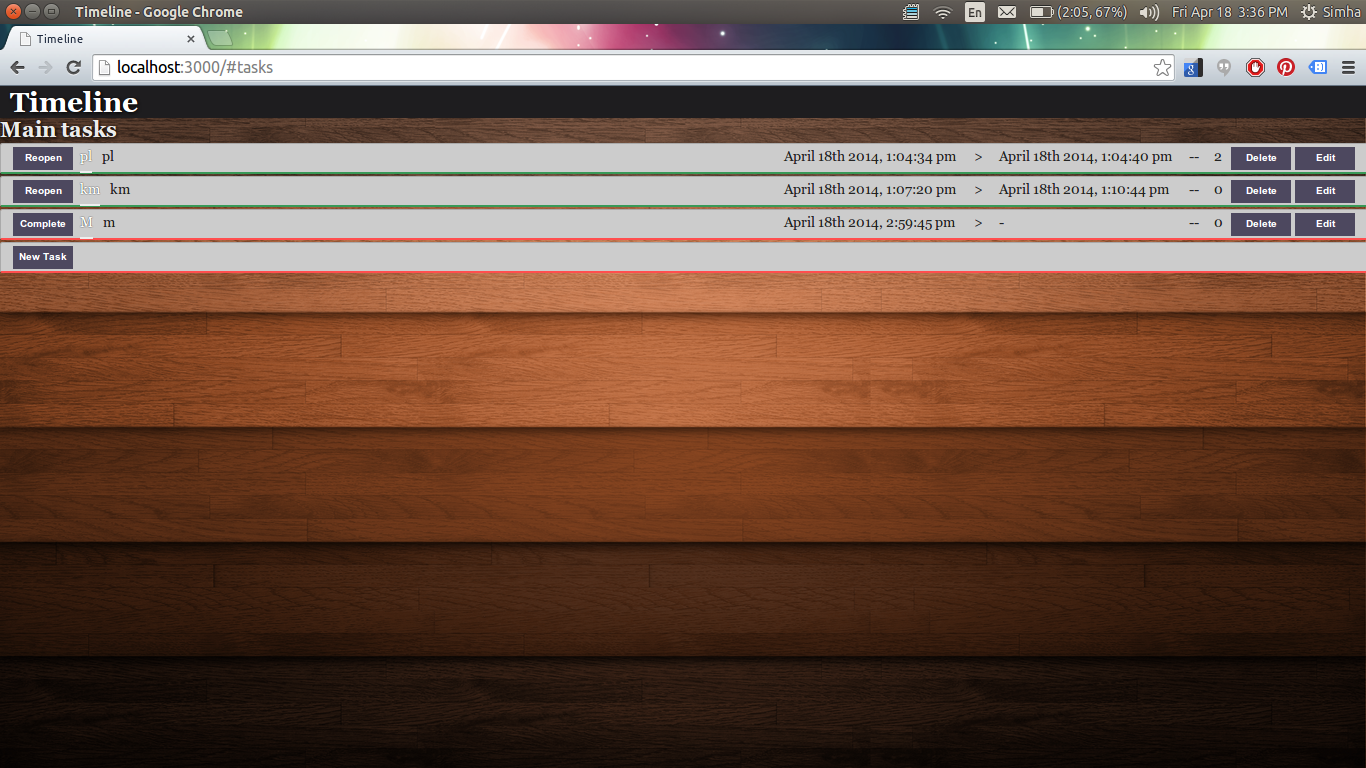 Timeline - Google Chrome En (2:05, 67%) Fri Apr 18 3:36 PM Simha
Timeline
localhost:3000/#tasks
Timeline
Main tasks
Reopen pl pl April 18th 2014, 1:04:34 pm > April 18th 2014, 1:04:40 pm -- 2 Delete Edit
Reopen km km April 18th 2014, 1:07:20 pm > April 18th 2014, 1:10:44 pm -- 0 Delete Edit
Complete M m April 18th 2014, 2:59:45 pm > - -- 0 Delete Edit
New Task